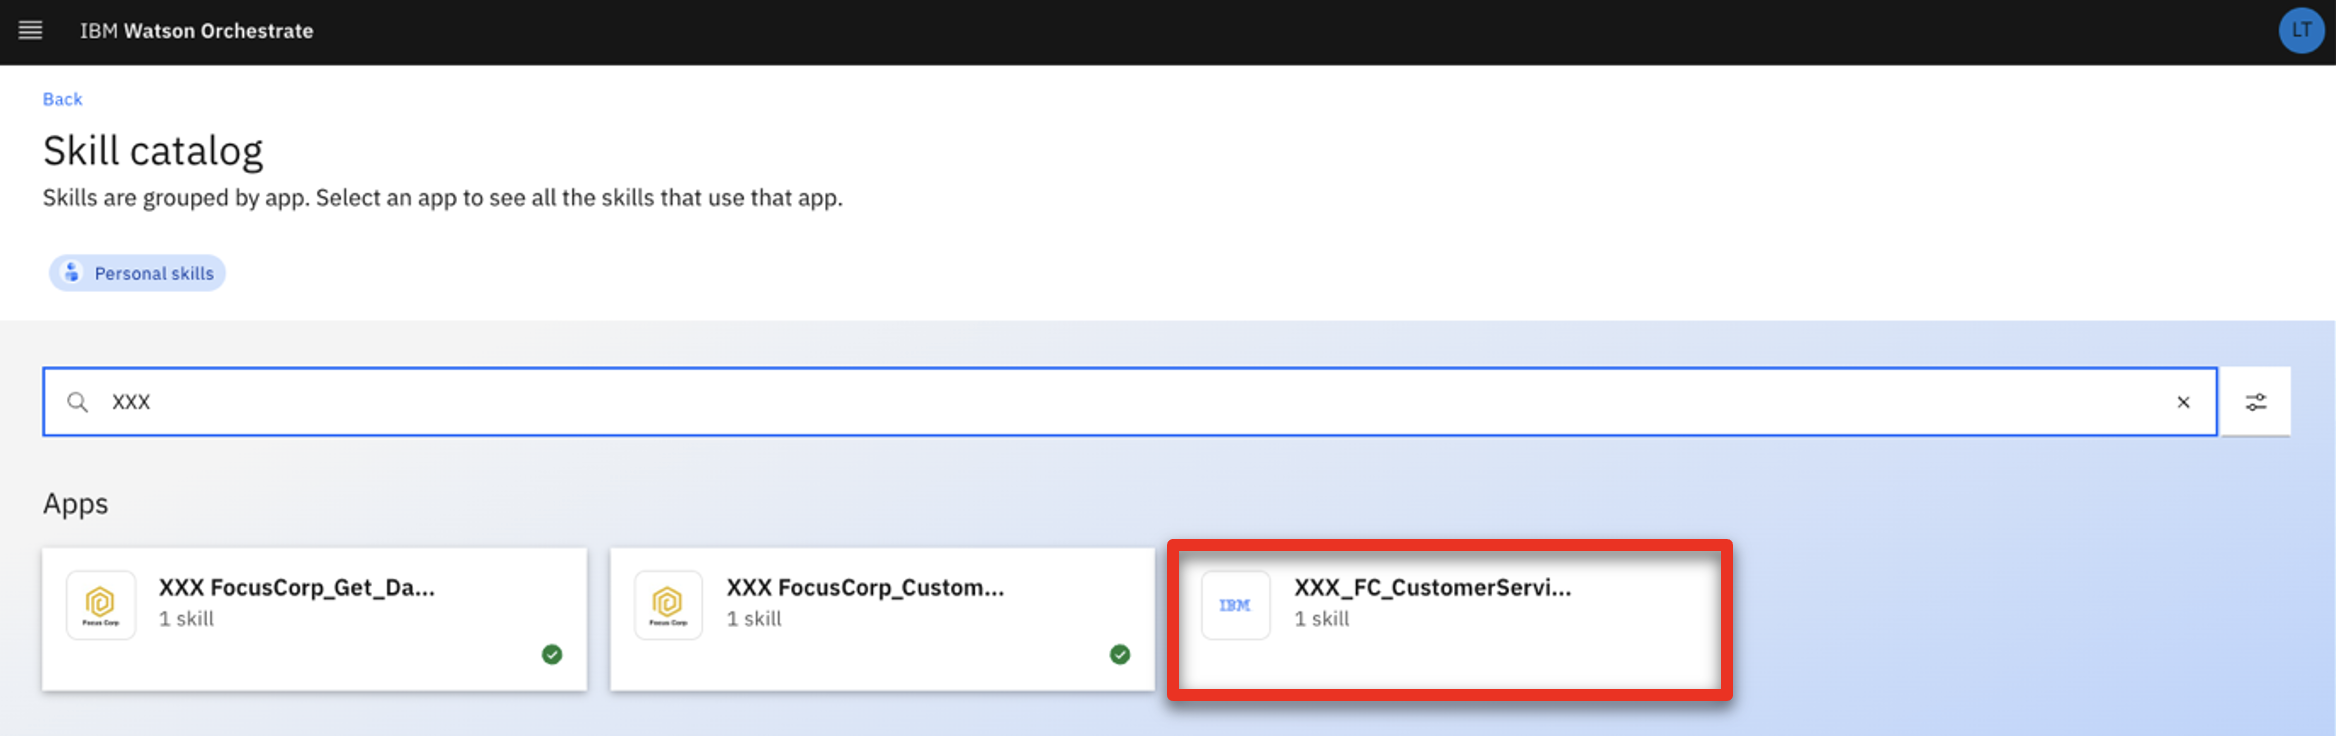 IBM Watson Orchestrate
LT
Back
Skill catalog
Skills are grouped by app. Select an app to see all the skills that use that app.
Personal skills
XXX
Apps
Focus Corp
XXX FocusCorp_Get_Da...
1 skill
Focus Corp
XXX FocusCorp_Custom...
1 skill
IBM
XXX_FC_CustomerServi...
1 skill